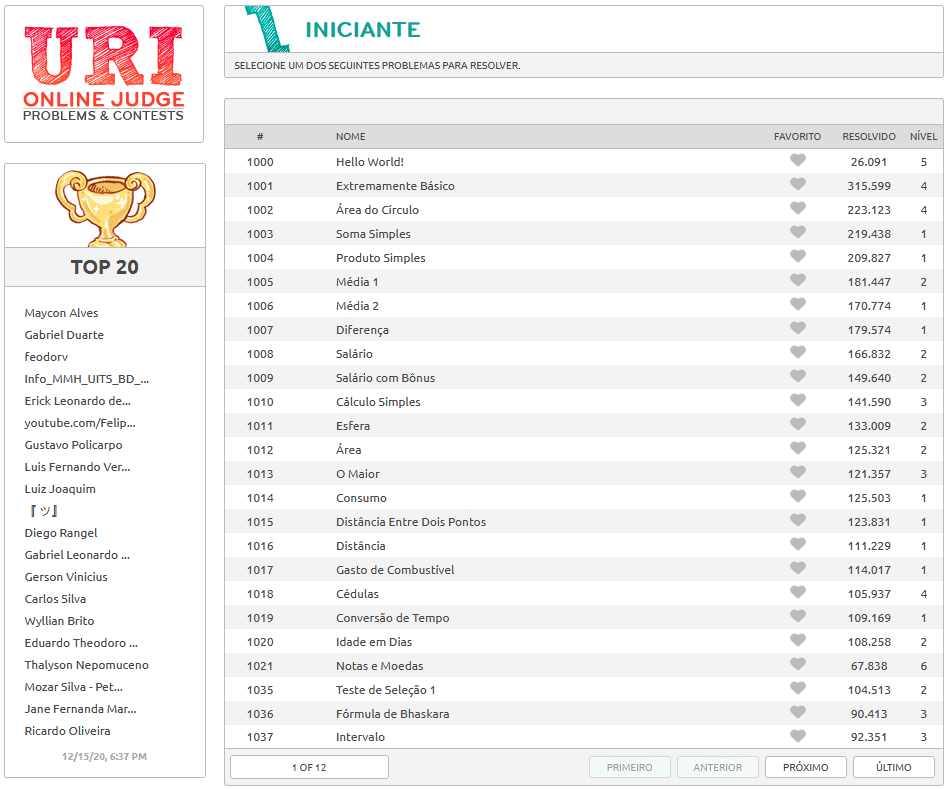 URI
ONLINE JUDGE
PROBLEMS & CONTESTS
TOP 20
Maycon Alves
Gabriel Duarte
feodorv
Info_MMH_UITS_BD_...
Erick Leonardo de...
youtube.com/Felip...
Gustavo Policarpo
Luis Fernando Ver...
Luiz Joaquim
『ツ』
Diego Rangel
Gabriel Leonardo ...
Gerson Vinicius
Carlos Silva
Wyllian Brito
Eduardo Theodoro ...
Thalyson Nepomuceno
Mozar Silva - Pet...
Jane Fernanda Mar...
Ricardo Oliveira
12/15/20, 6:37 PM
1 INICIANTE
SELECIONE UM DOS SEGUINTES PROBLEMAS PARA RESOLVER.
# NOME FAVORITO RESOLVIDO NÍVEL
1000 Hello World! 26.091 5
1001 Extremamente Básico 315.599 4
1002 Área do Círculo 223.123 4
1003 Soma Simples 219.438 1
1004 Produto Simples 209.827 1
1005 Média 1 181.447 2
1006 Média 2 170.774 1
1007 Diferença 179.574 1
1008 Salário 166.832 2
1009 Salário com Bônus 149.640 2
1010 Cálculo Simples 141.590 3
1011 Esfera 133.009 2
1012 Área 125.321 2
1013 O Maior 121.357 3
1014 Consumo 125.503 1
1015 Distância Entre Dois Pontos 123.831 1
1016 Distância 111.229 1
1017 Gasto de Combustível 114.017 1
1018 Cédulas 105.937 4
1019 Conversão de Tempo 109.169 1
1020 Idade em Dias 108.258 2
1021 Notas e Moedas 67.838 6
1035 Teste de Seleção 1 104.513 2
1036 Fórmula de Bhaskara 90.413 3
1037 Intervalo 92.351 3
1 OF 12 PRIMEIRO ANTERIOR PRÓXIMO ÚLTIMO